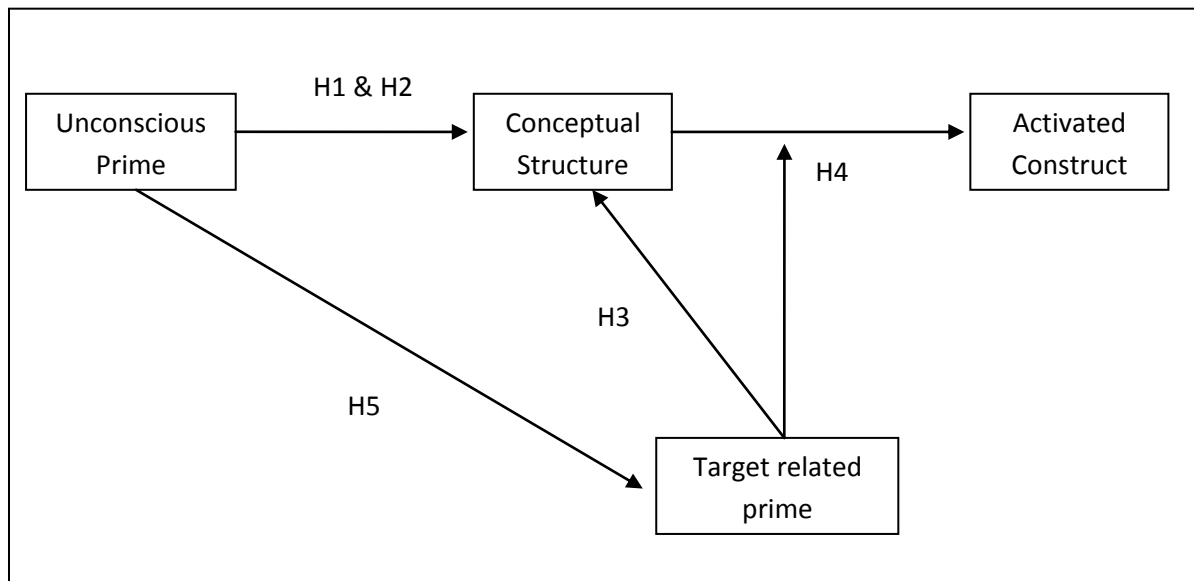 H1 & H2
Unconscious
Prime
Conceptual
Structure
Activated
Construct
H4
H3
H5
Target related
prime